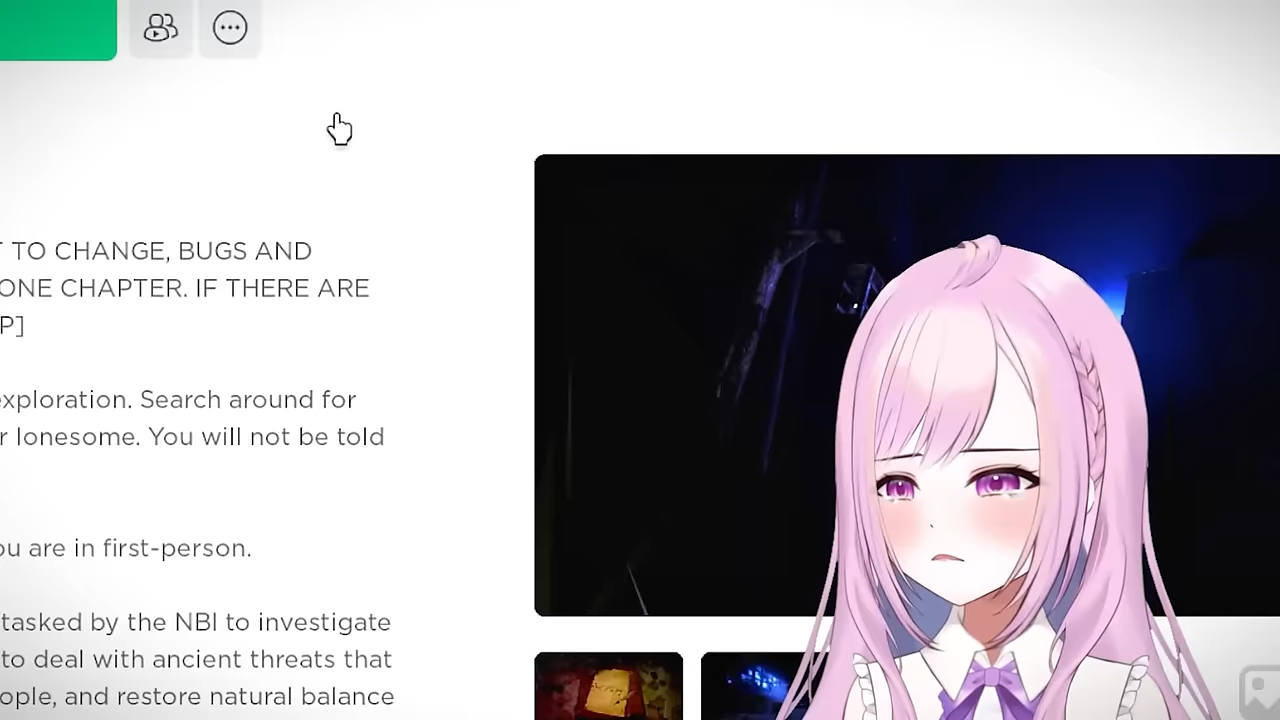 TO CHANGE, BUGS AND
ONE CHAPTER. IF THERE ARE
P]
exploration. Search around for
r lonesome. You will not be told
ou are in first-person.
tasked by the NBI to investigate
to deal with ancient threats that
ople, and restore natural balance